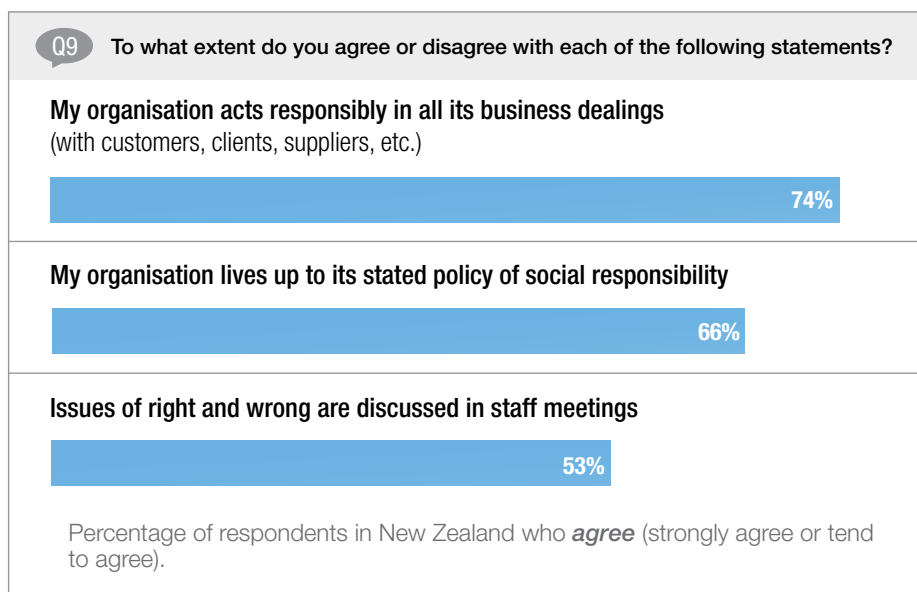 Q9 To what extent do you agree or disagree with each of the following statements?
My organisation acts responsibly in all its business dealings
(with customers, clients, suppliers, etc.)
74%
My organisation lives up to its stated policy of social responsibility
66%
Issues of right and wrong are discussed in staff meetings
53%
Percentage of respondents in New Zealand who agree (strongly agree or tend
to agree).